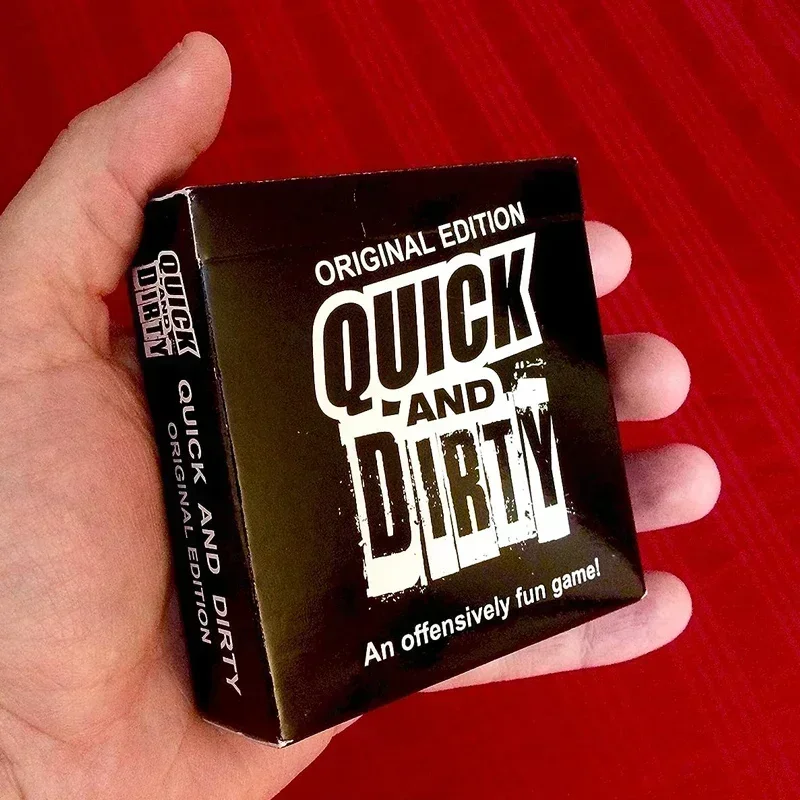 ORIGINAL EDITION
QUICK
AND
DIRTY
An offensively fun game!
QUICK
AND
DIRTY
QUICK AND DIRTY
ORIGINAL EDITION